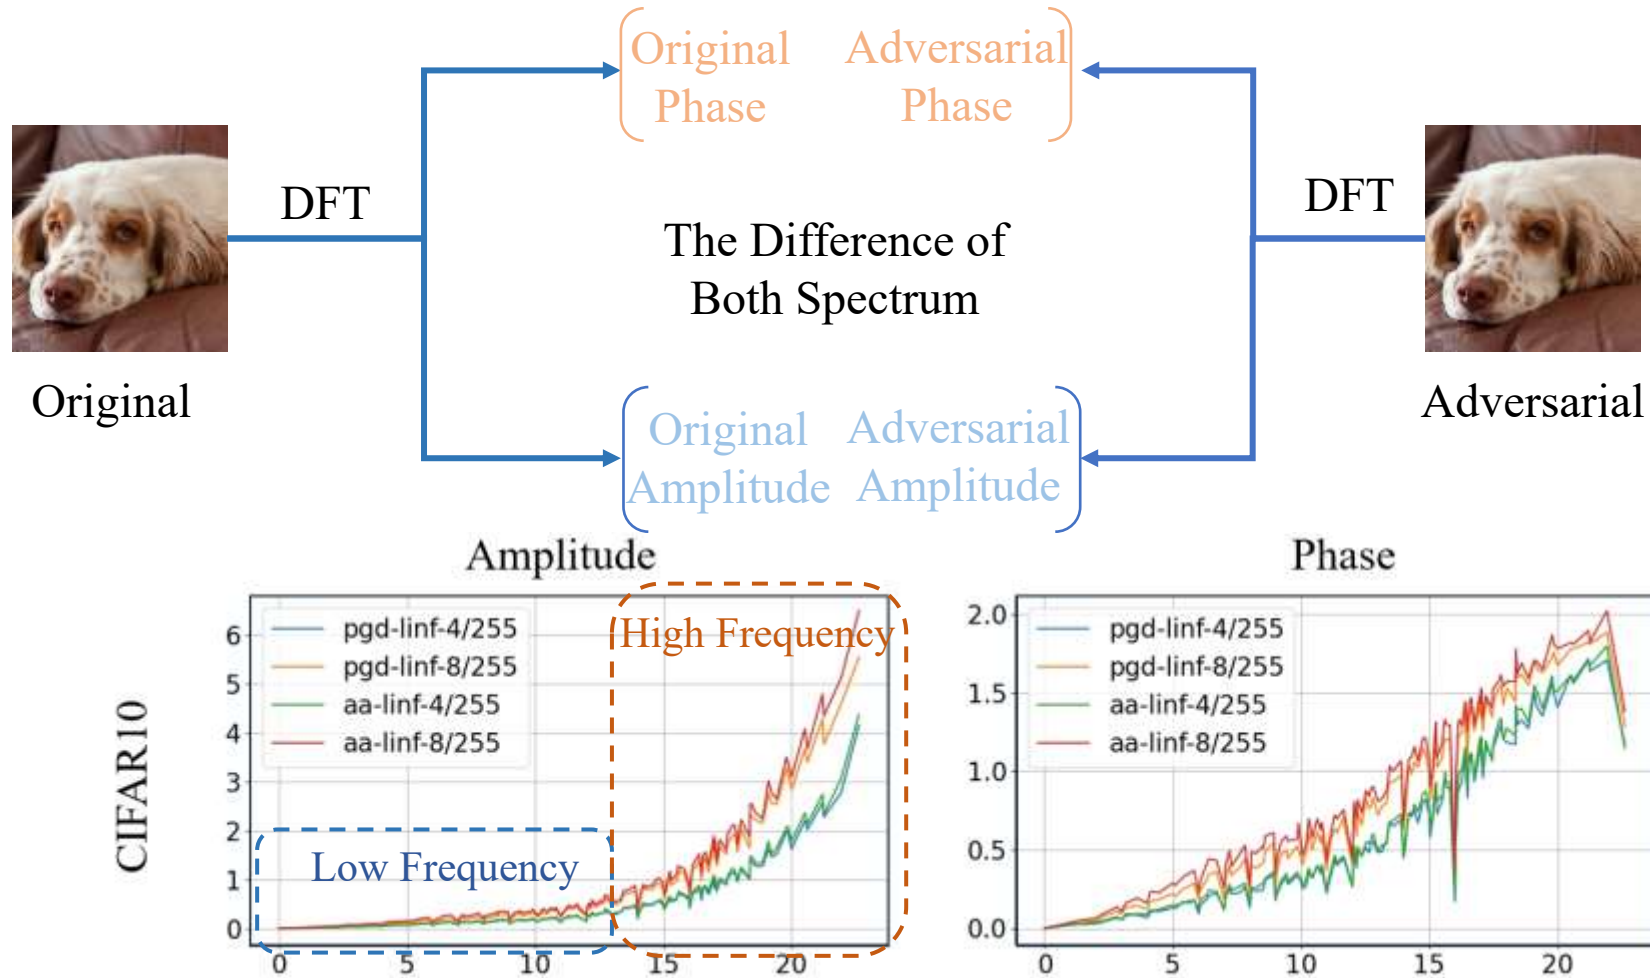 Original Adversarial
Phase Phase
DFT
DFT
The Difference of
Both Spectrum
Original
Adversarial
Original Adversarial
Amplitude Amplitude
Amplitude
CIFAR10
6
5
4
3
2
1
0
pgd-linf-4/255
pgd-linf-8/255
aa-linf-4/255
aa-linf-8/255
High Frequency
Low Frequency
0 5 10 15 20
Phase
2.0
1.5
1.0
0.5
0.0
pgd-linf-4/255
pgd-linf-8/255
aa-linf-4/255
aa-linf-8/255
0 5 10 15 20